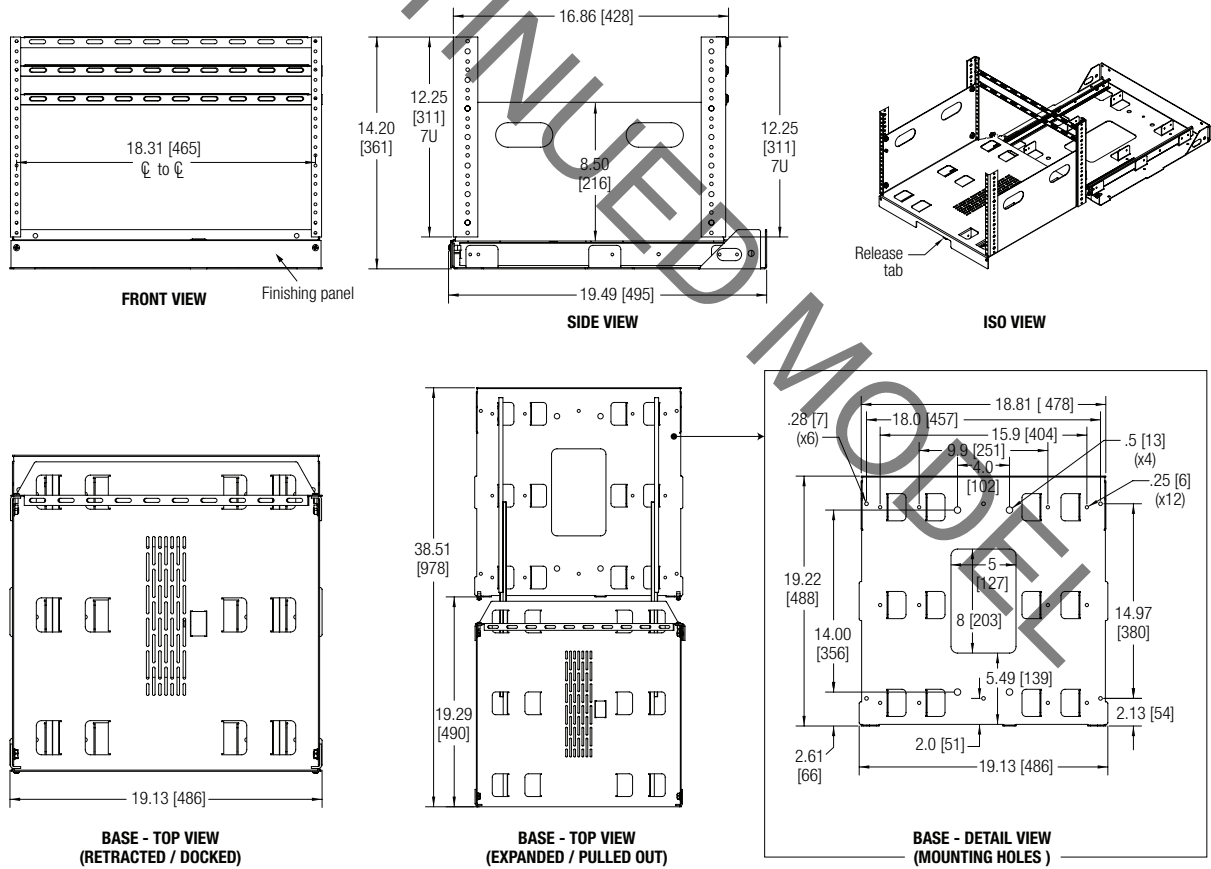 16.86 [428]
12.25
[311]
7U
14.20
[361]
8.50
[216]
12.25
[311]
7U
18.31 [465]
℄ to ℄
19.49 [495]
Release
tab
FRONT VIEW
Finishing panel
SIDE VIEW
ISO VIEW
TINUED MODEL
18.81 [ 478]
18.0 [457]
15.9 [404]
9.9 [251]
4.0
[102]
.28 [7]
(x6)
.5 [13]
(x4)
.25 [6]
(x12)
38.51
[978]
19.22
[488]
5
[127]
8 [203]
14.00
[356]
14.97
[380]
5.49 [139]
19.29
[490]
2.13 [54]
2.0 [51]
2.61
[66]
19.13 [486]
19.13 [486]
BASE - TOP VIEW
(RETRACTED / DOCKED)
BASE - TOP VIEW
(EXPANDED / PULLED OUT)
BASE - DETAIL VIEW
(MOUNTING HOLES )